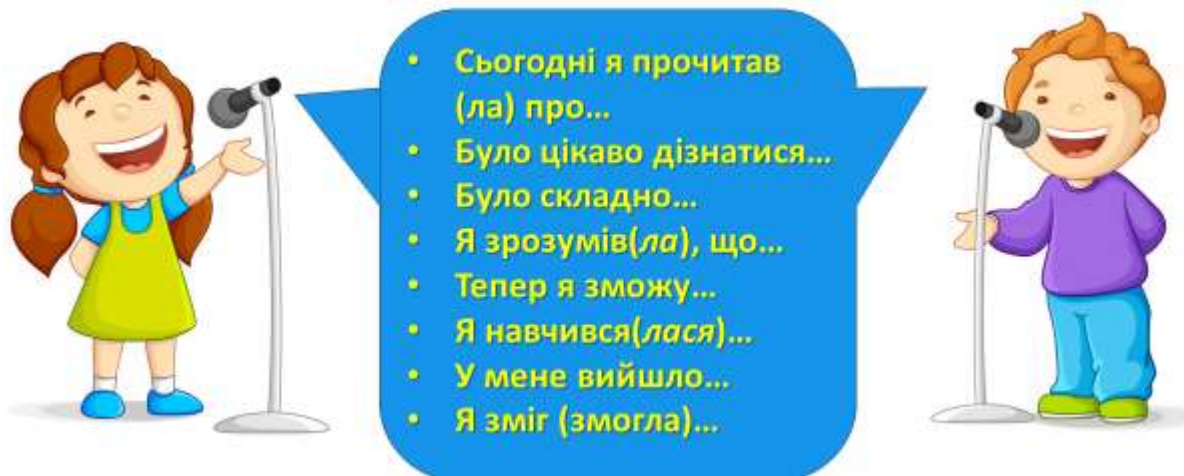 • Сьогодні я прочитав
(ла) про...
• Було цікаво дізнатися...
• Було складно...
• Я зрозумів(ла), що...
• Тепер я зможу...
• Я навчився(лася)...
• У мене вийшло...
• Я зміг (змогла)...